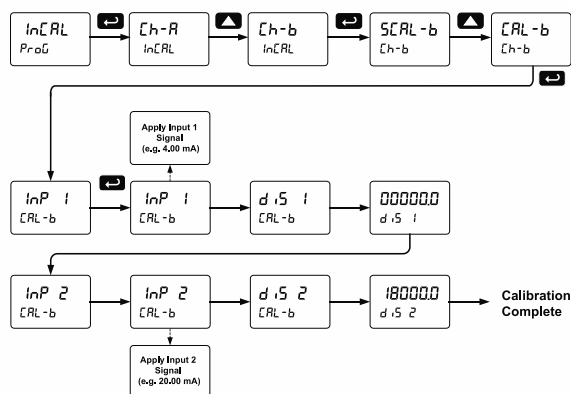 InCAL
ProG
Ch-A
InCAL
Ch-b
InCAL
SCAL-b
Ch-b
CAL-b
Ch-b
Apply Input 1
Signal
(e.g. 4.00 mA)
InP 1
CAL-b
InP 1
CAL-b
diS 1
CAL-b
00000.0
diS 1
InP 2
CAL-b
InP 2
CAL-b
diS 2
CAL-b
18000.0
diS 2
Calibration
Complete
Apply Input 2
Signal
(e.g. 20.00 mA)